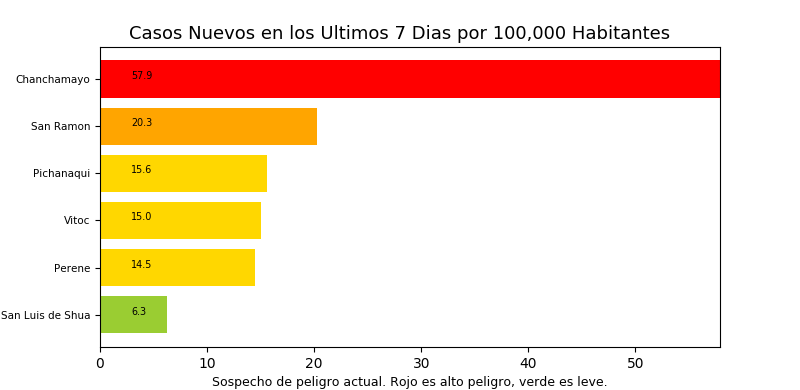 Casos Nuevos en los Ultimos 7 Dias por 100,000 Habitantes
Chanchamayo 57.9
San Ramon 20.3
Pichanaqui 15.6
Vitoc 15.0
Perene 14.5
San Luis de Shua 6.3
0 10 20 30 40 50
Sospecho de peligro actual. Rojo es alto peligro, verde es leve.